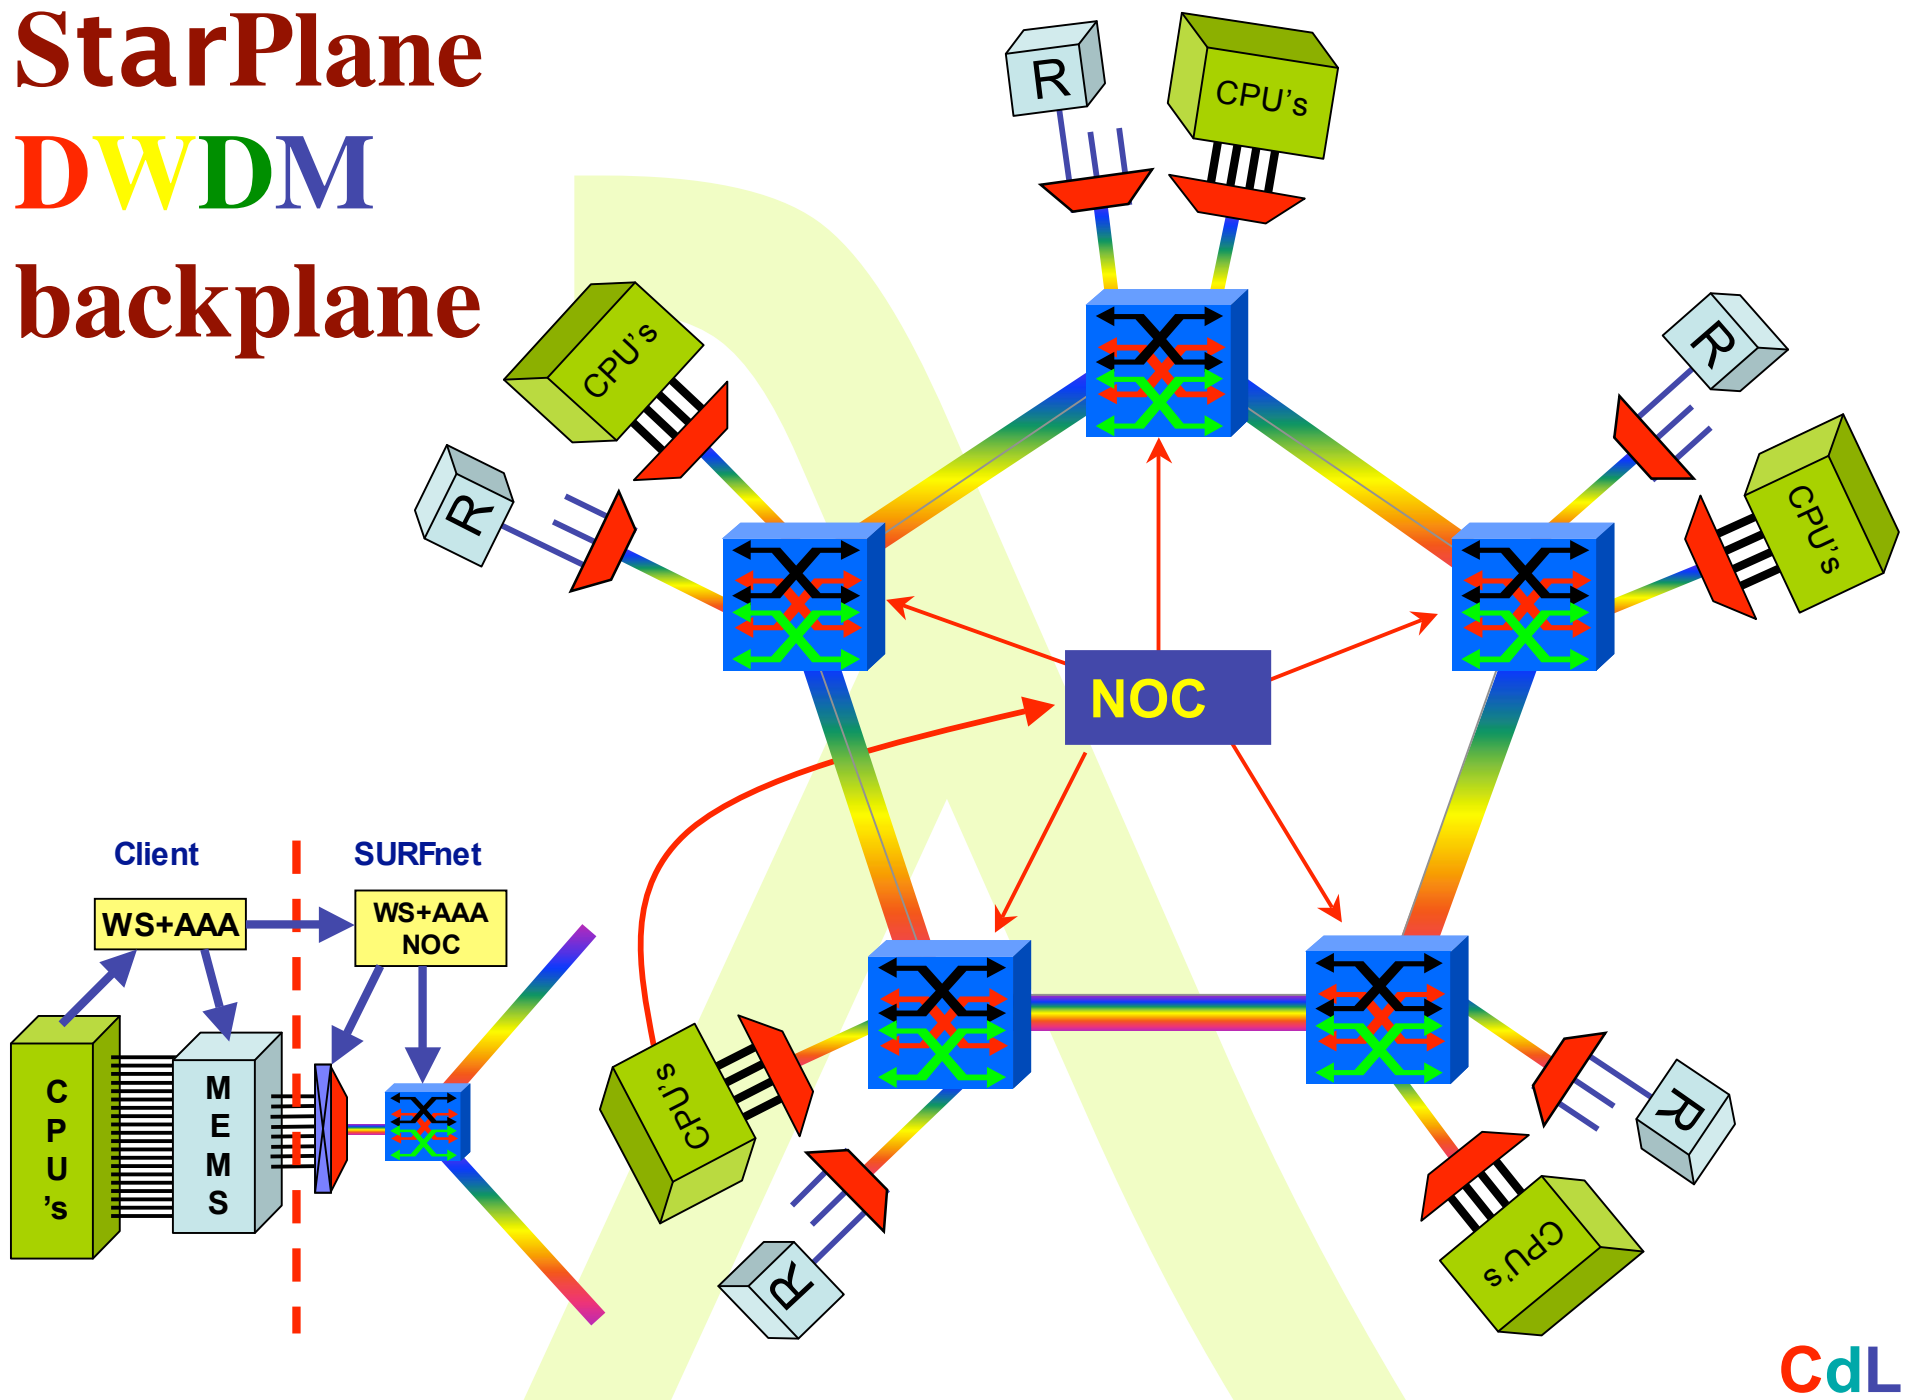 StarPlane
DWDM
backplane
R
CPU's
CPU's
R
R
CPU's
NOC
Client
SURFnet
WS+AAA
WS+AAA
NOC
C
P
U
's
M
E
M
S
CPU's
R
R
CPU's
CdL